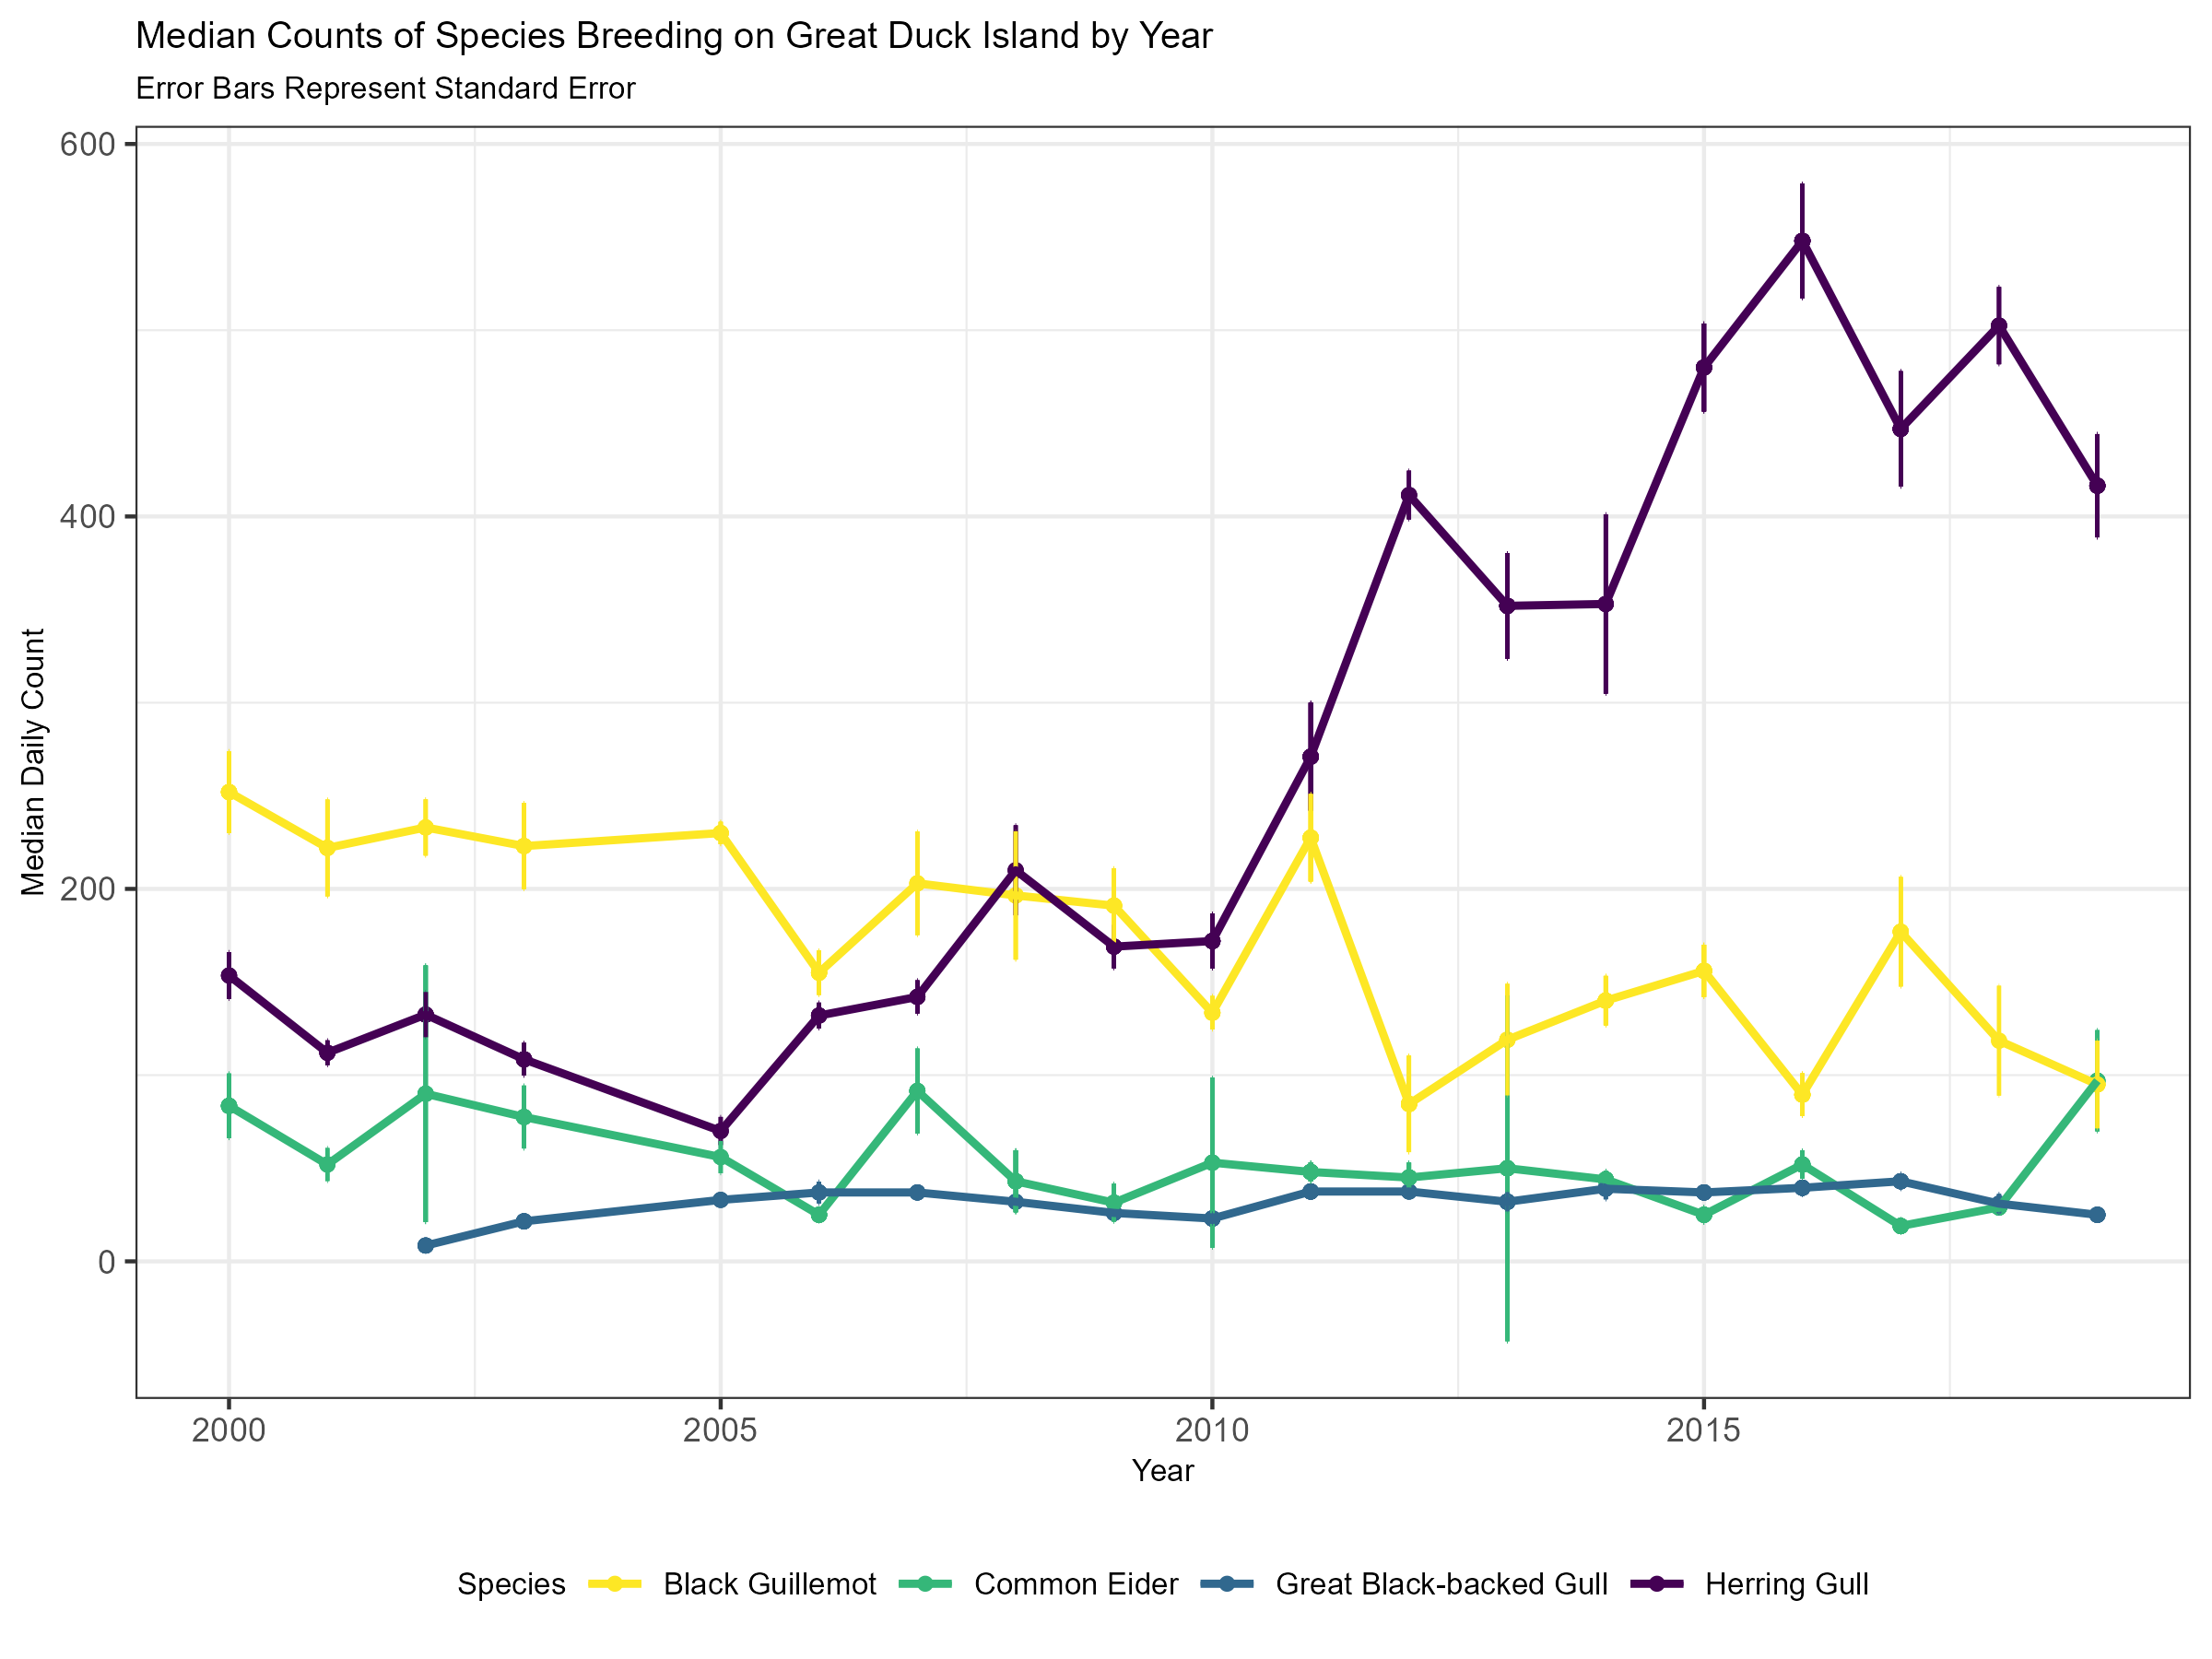 Median Counts of Species Breeding on Great Duck Island by Year
Error Bars Represent Standard Error
600
400
200
0
Median Daily Count
2000 2005 2010 2015
Year
Species Black Guillemot Common Eider Great Black-backed Gull Herring Gull